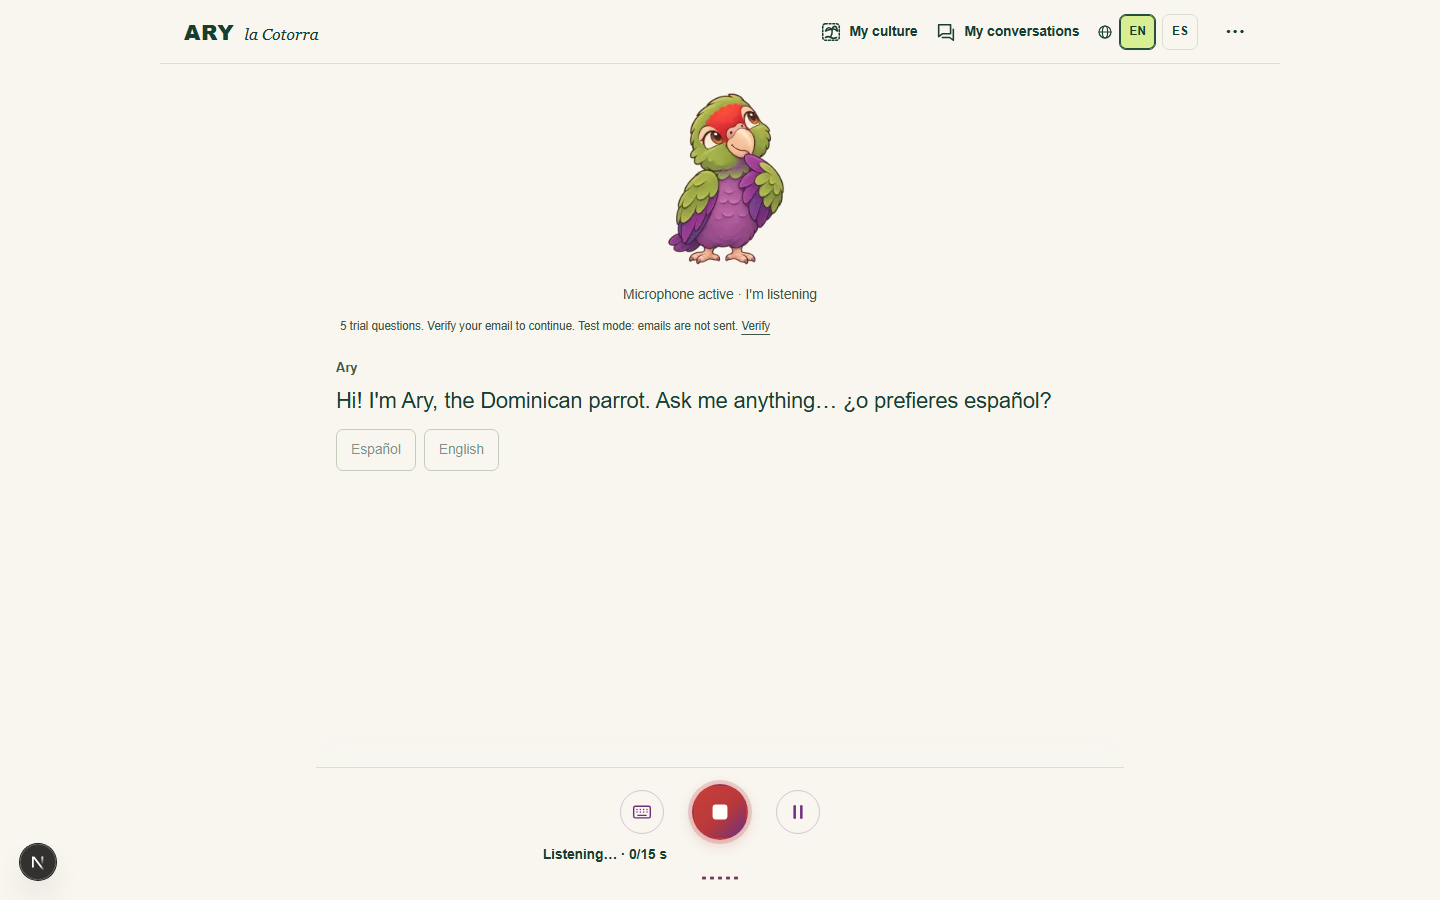 ARY la Cotorra
My culture My conversations EN ES
Microphone active · I'm listening
5 trial questions. Verify your email to continue. Test mode: emails are not sent. Verify
Ary
Hi! I'm Ary, the Dominican parrot. Ask me anything… ¿o prefieres español?
Español English
Listening… · 0/15 s
N